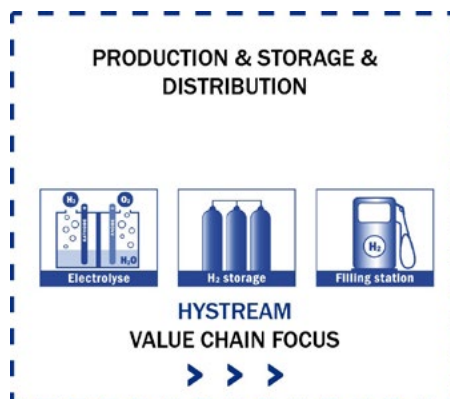 PRODUCTION & STORAGE &
DISTRIBUTION
H₂
O₂
H₂O
Electrolyse
H₂ storage
H₂
Filling station
HYSTREAM
VALUE CHAIN FOCUS
> > >